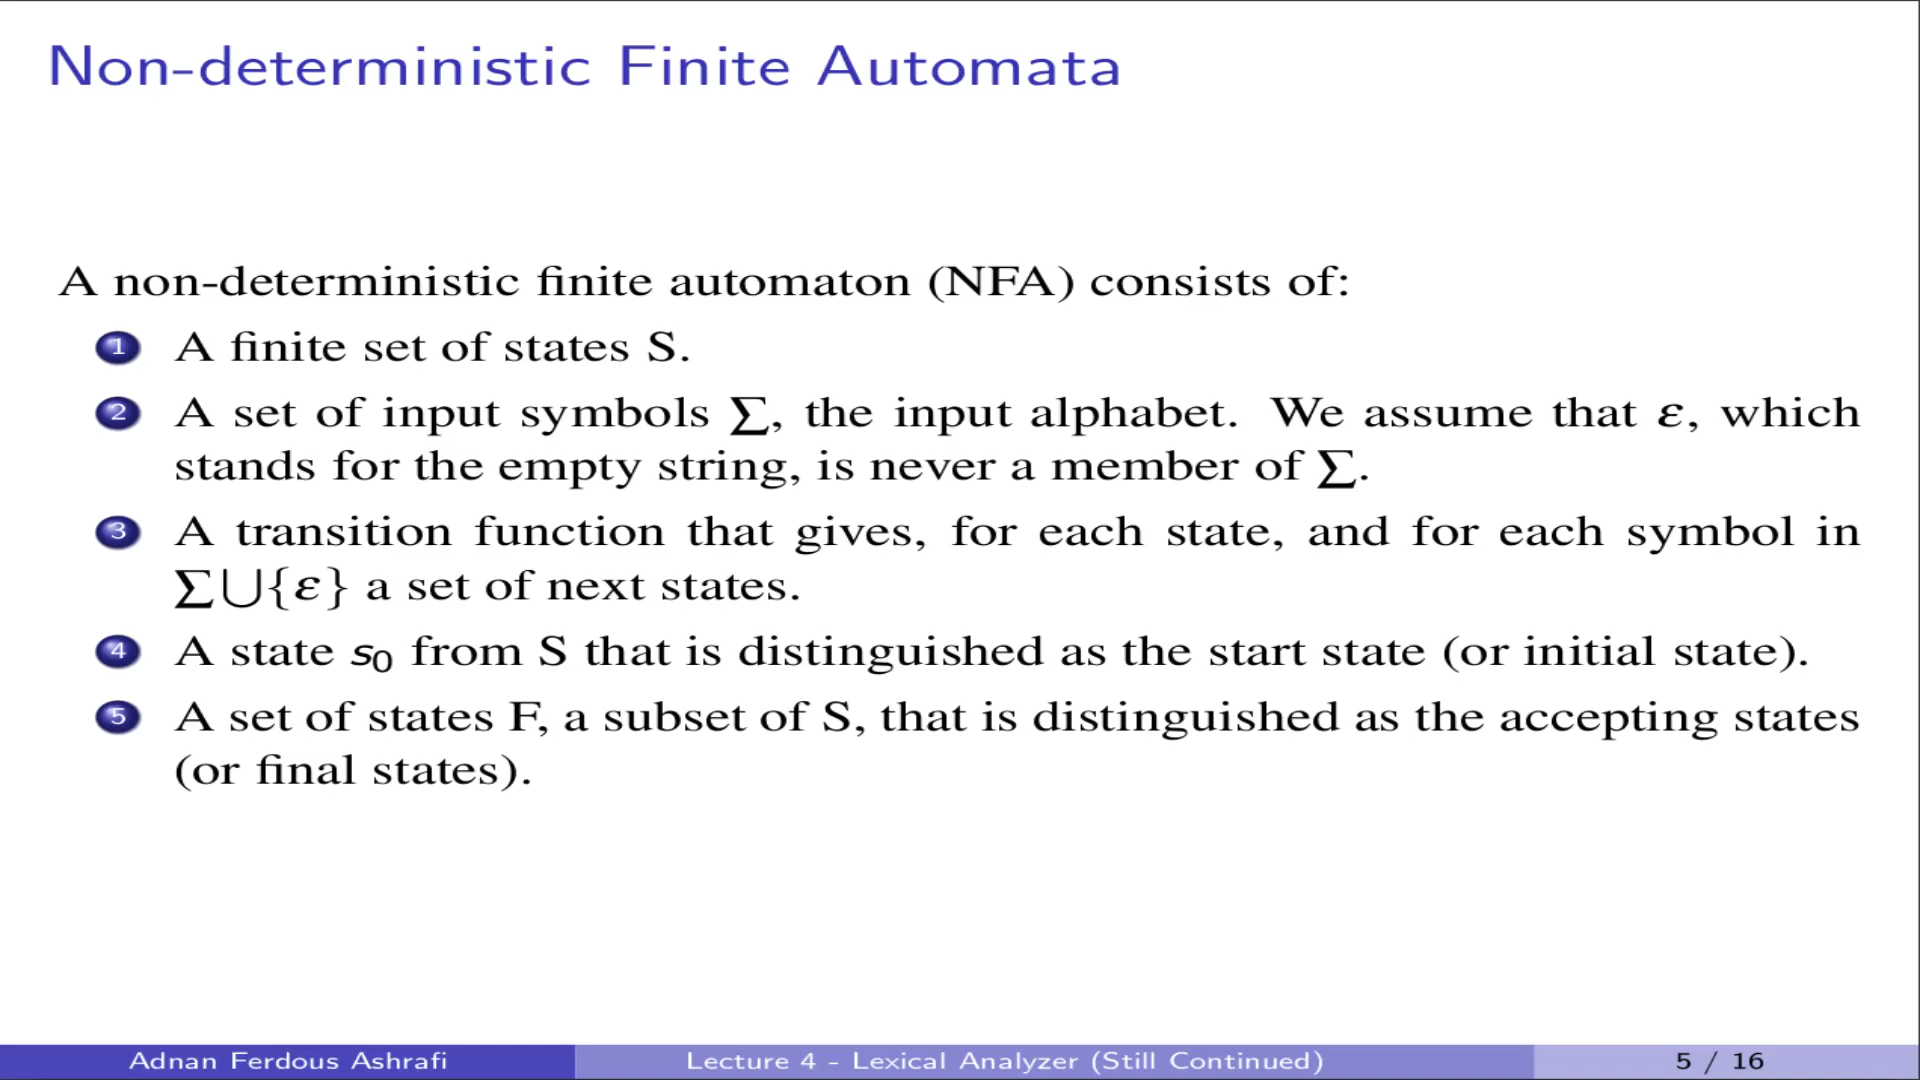 Non-deterministic Finite Automata
A non-deterministic finite automaton (NFA) consists of:
1 A finite set of states S.
2 A set of input symbols ∑, the input alphabet. We assume that ε, which
stands for the empty string, is never a member of ∑.
3 A transition function that gives, for each state, and for each symbol in
∑⋃{ε} a set of next states.
4 A state s₀ from S that is distinguished as the start state (or initial state).
5 A set of states F, a subset of S, that is distinguished as the accepting states
(or final states).
Adnan Ferdous Ashrafi Lecture 4 - Lexical Analyzer (Still Continued) 5 / 16